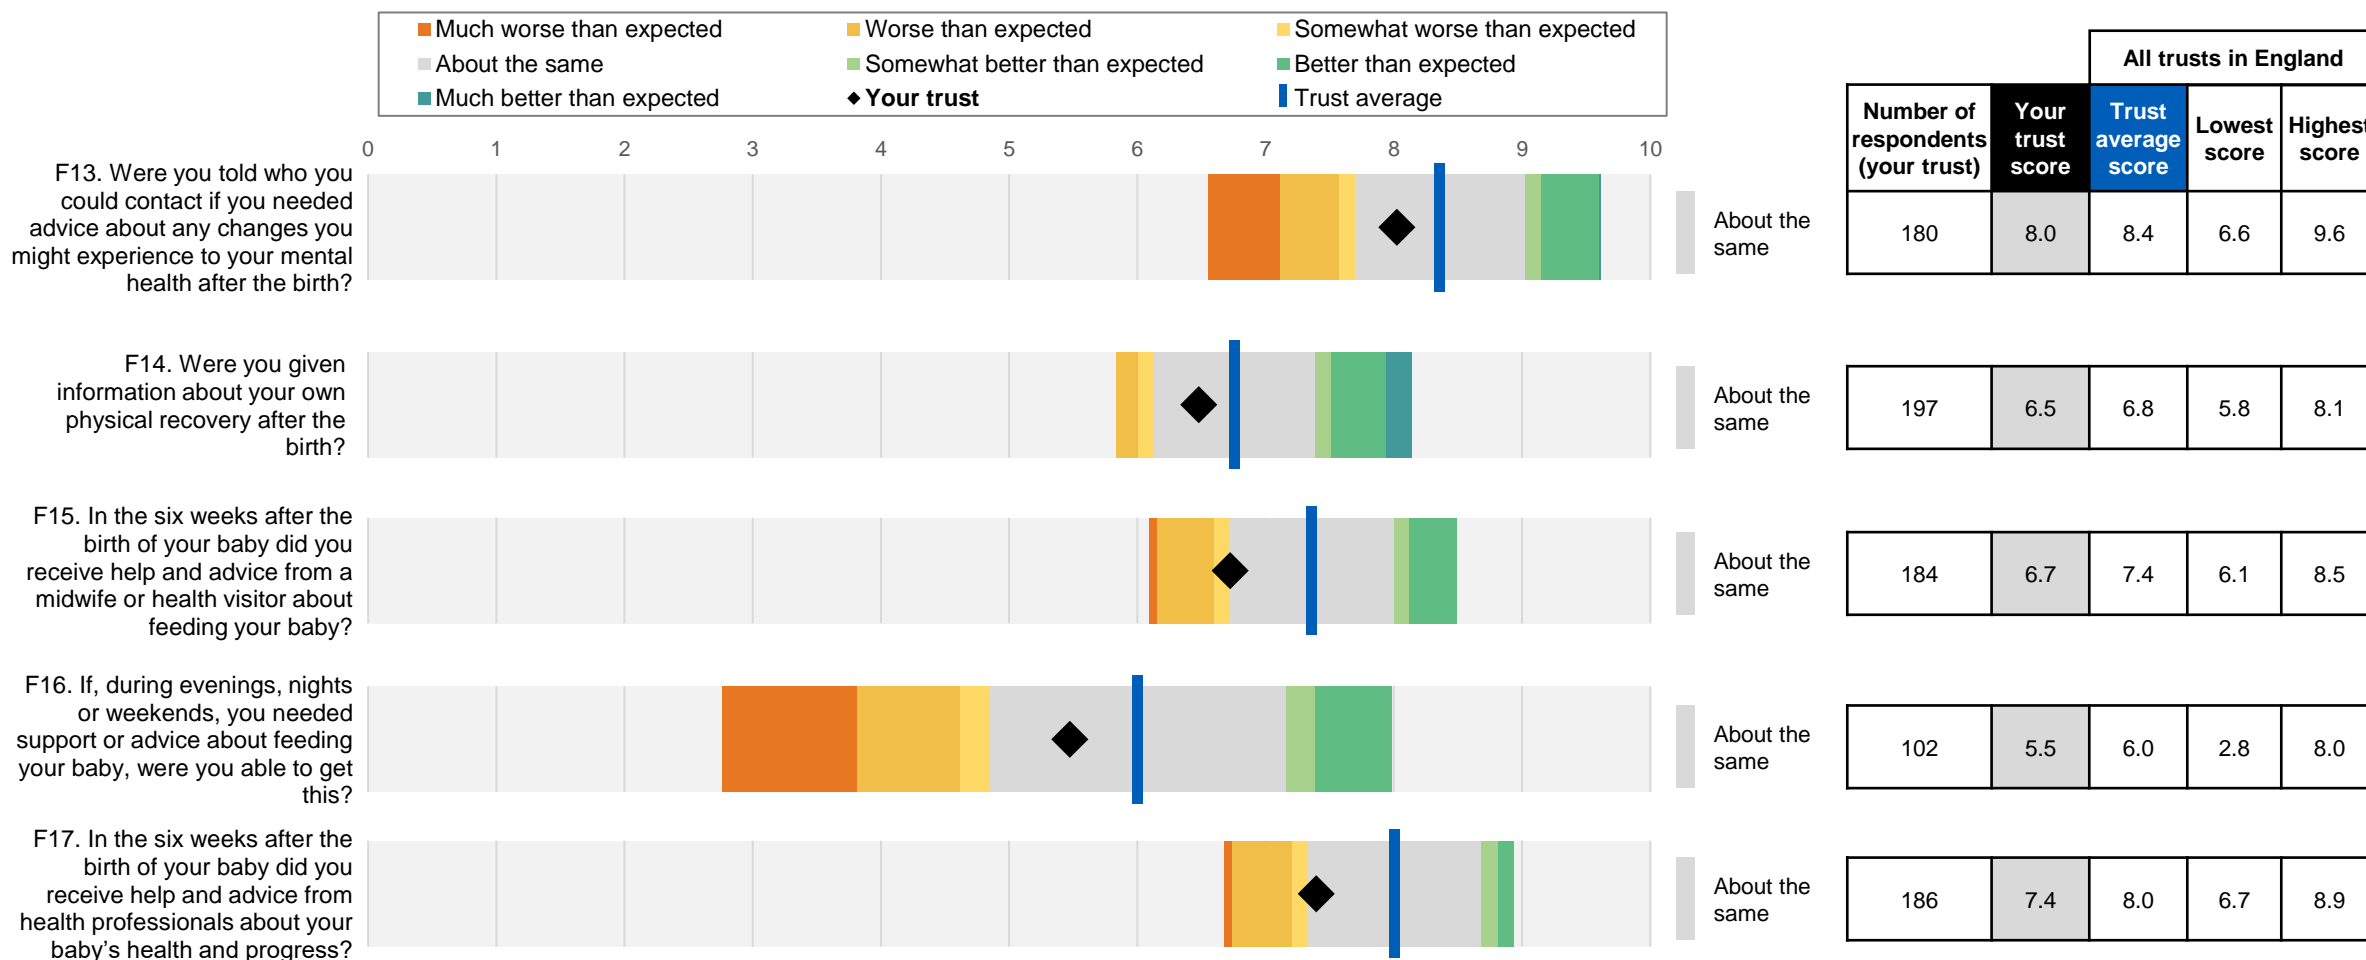 Much worse than expected
Worse than expected
Somewhat worse than expected
About the same
Somewhat better than expected
Better than expected
Much better than expected
Your trust
Trust average
All trusts in England
Number of
respondents
(your trust)
Your
trust
score
Trust
average
score
Lowest
score
Highest
score
0 1 2 3 4 5 6 7 8 9 10
F13. Were you told who you
could contact if you needed
advice about any changes you
might experience to your mental
health after the birth?
About the
same
180 8.0 8.4 6.6 9.6
F14. Were you given
information about your own
physical recovery after the
birth?
About the
same
197 6.5 6.8 5.8 8.1
F15. In the six weeks after the
birth of your baby did you
receive help and advice from a
midwife or health visitor about
feeding your baby?
About the
same
184 6.7 7.4 6.1 8.5
F16. If, during evenings, nights
or weekends, you needed
support or advice about feeding
your baby, were you able to get
this?
About the
same
102 5.5 6.0 2.8 8.0
F17. In the six weeks after the
birth of your baby did you
receive help and advice from
health professionals about your
baby's health and progress?
About the
same
186 7.4 8.0 6.7 8.9